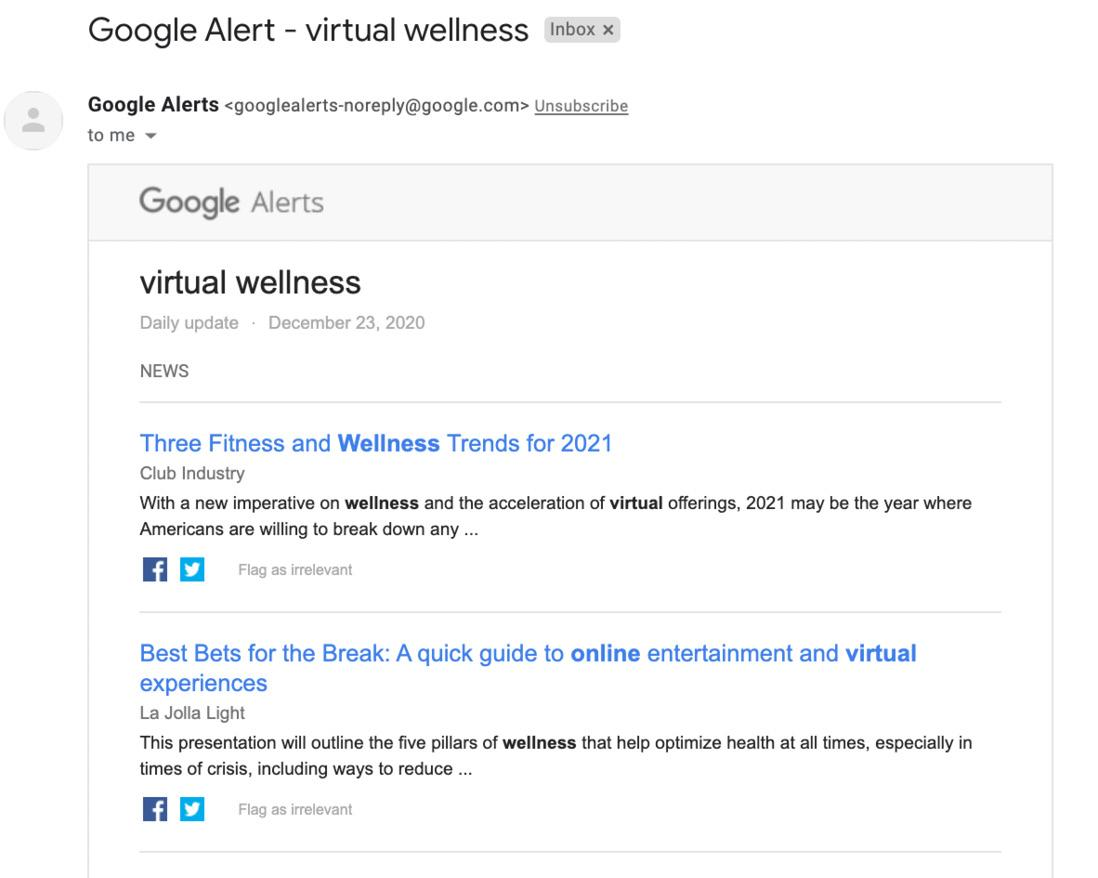 Google Alert - virtual wellness Inbox ×
Google Alerts <googlealerts-noreply@google.com> Unsubscribe
to me
Google Alerts
virtual wellness
Daily update · December 23, 2020
NEWS
Three Fitness and Wellness Trends for 2021
Club Industry
With a new imperative on wellness and the acceleration of virtual offerings, 2021 may be the year where
Americans are willing to break down any ...
Flag as irrelevant
Best Bets for the Break: A quick guide to online entertainment and virtual
experiences
La Jolla Light
This presentation will outline the five pillars of wellness that help optimize health at all times, especially in
times of crisis, including ways to reduce ...
Flag as irrelevant